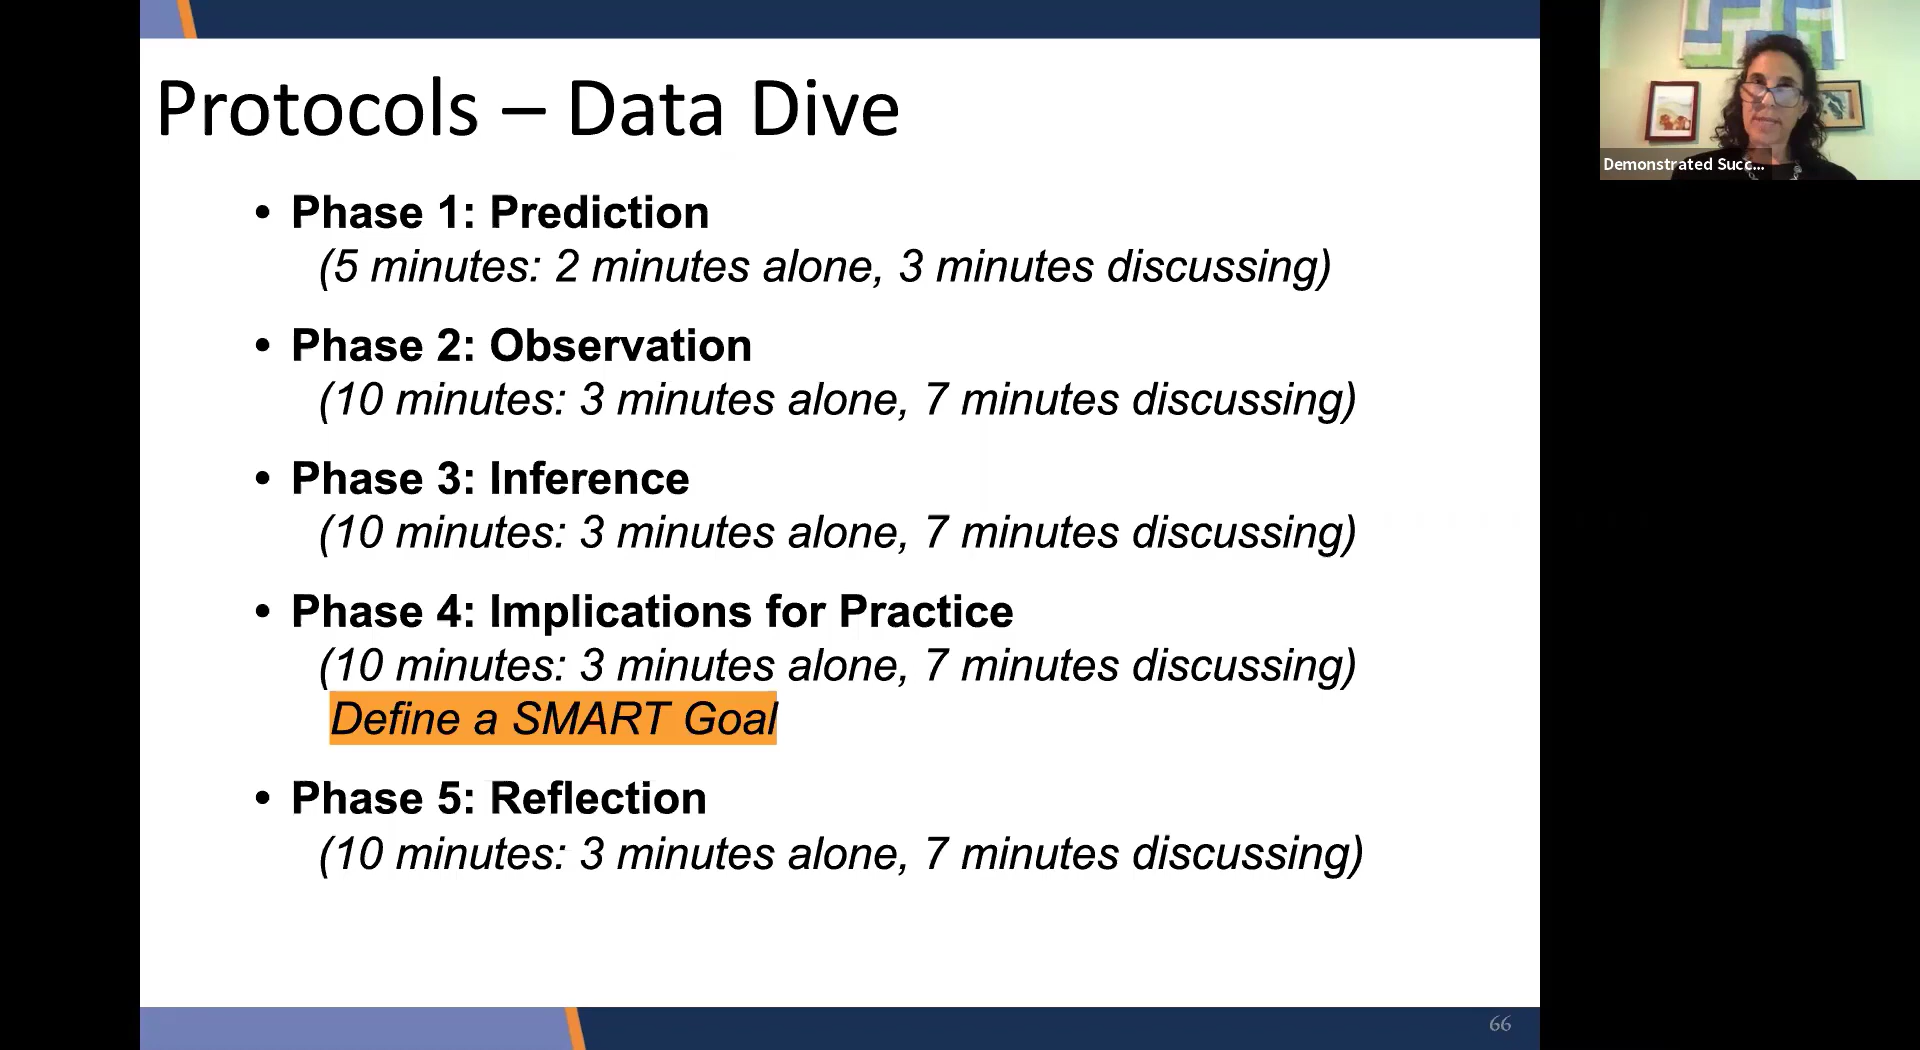 Protocols – Data Dive
• Phase 1: Prediction
(5 minutes: 2 minutes alone, 3 minutes discussing)
• Phase 2: Observation
(10 minutes: 3 minutes alone, 7 minutes discussing)
• Phase 3: Inference
(10 minutes: 3 minutes alone, 7 minutes discussing)
• Phase 4: Implications for Practice
(10 minutes: 3 minutes alone, 7 minutes discussing)
Define a SMART Goal
• Phase 5: Reflection
(10 minutes: 3 minutes alone, 7 minutes discussing)
66
Demonstrated Succ...